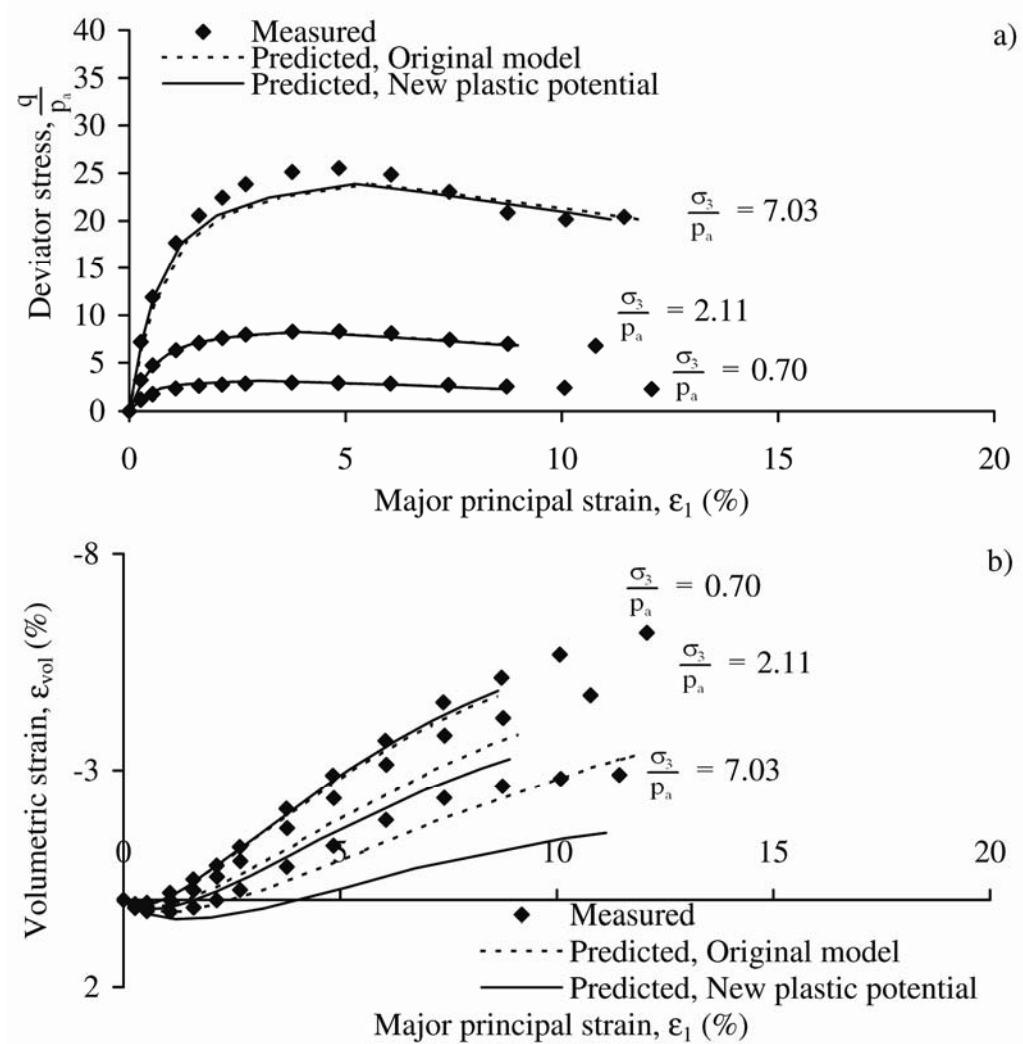 40
35
30
25
20
15
10
5
0
Deviator stress, q/pₐ
Measured
Predicted, Original model
Predicted, New plastic potential
a)
σ₃/pₐ = 7.03
σ₃/pₐ = 2.11
σ₃/pₐ = 0.70
0 5 10 15 20
Major principal strain, ε₁ (%)
b)
-8
-3
2
Volumetric strain, εvol (%)
σ₃/pₐ = 0.70
σ₃/pₐ = 2.11
σ₃/pₐ = 7.03
0 5 10 15 20
Measured
Predicted, Original model
Predicted, New plastic potential
Major principal strain, ε₁ (%)